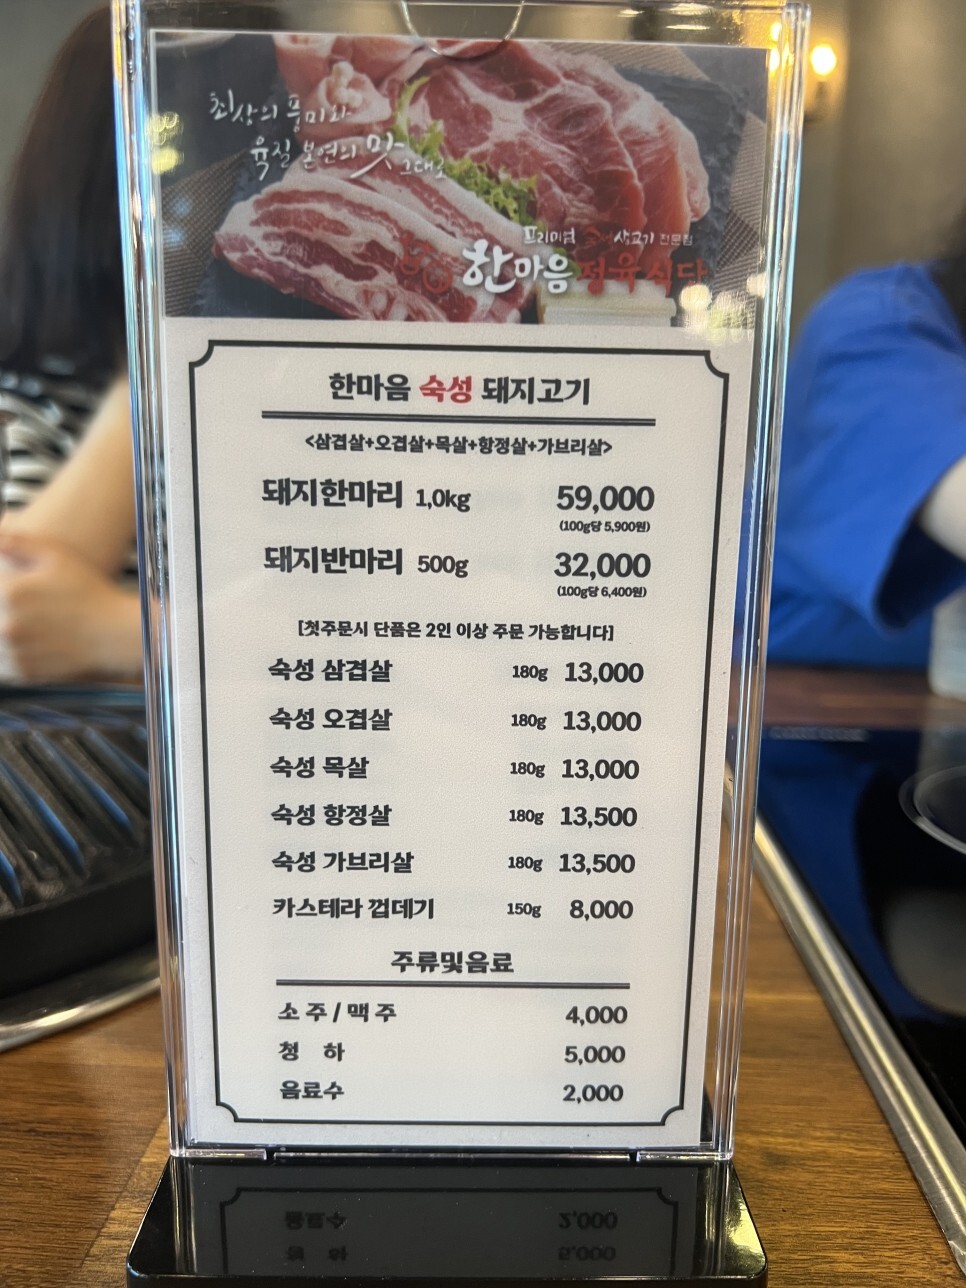 최상의 풍미와
육질 본연의 맛 그대로
프리미엄 숙성 생고기 전문점
한마음정육식당
한마음 숙성 돼지고기
<삼겹살+오겹살+목살+항정살+가브리살>
돼지한마리 1,0kg 59,000
(100g당 5,900원)
돼지반마리 500g 32,000
(100g당 6,400원)
[첫주문시 단품은 2인 이상 주문 가능합니다]
숙성 삼겹살 180g 13,000
숙성 오겹살 180g 13,000
숙성 목살 180g 13,000
숙성 항정살 180g 13,500
숙성 가브리살 180g 13,500
카스테라 껍데기 150g 8,000
주류및음료
소 주 / 맥 주 4,000
청 하 5,000
음료수 2,000